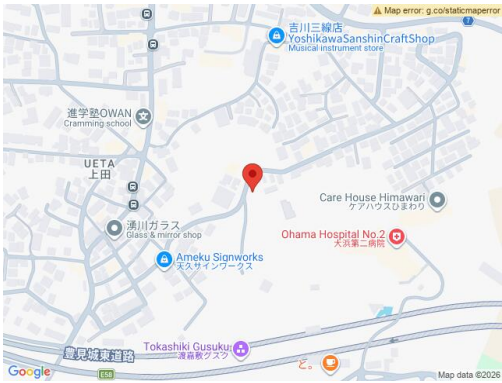 Map error: g.co/staticmaperror
7
吉川三線店
YoshikawaSanshinCraftShop
Musical instrument store
進学塾OWAN
Cramming school
UETA
上田
Care House Himawari
ケアハウスひまわり
湧川ガラス
Glass & mirror shop
Ohama Hospital No.2
大浜第二病院
Ameku Signworks
天久サインワークス
Tokashiki Gusuku
渡嘉敷グスク
豊見城東道路
ど。
E58
Google
Map data ©2026